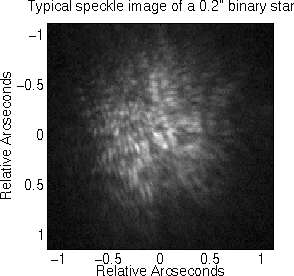 Typical speckle image of a 0.2" binary star
−1
−0.5
0
0.5
1
Relative Arcseconds
−1 −0.5 0 0.5 1
Relative Arcseconds